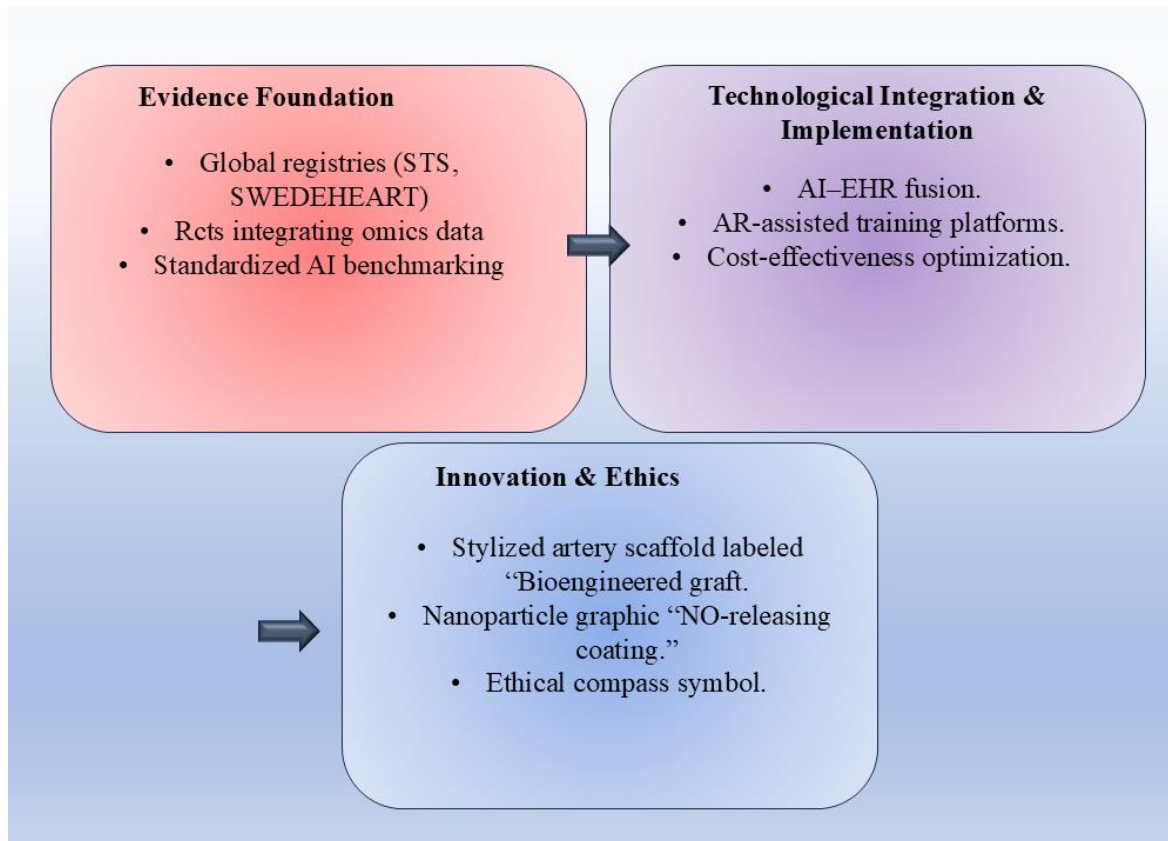 Evidence Foundation
• Global registries (STS,
SWEDEHEART)
• Rcts integrating omics data
• Standardized AI benchmarking
Technological Integration &
Implementation
• AI–EHR fusion.
• AR-assisted training platforms.
• Cost-effectiveness optimization.
Innovation & Ethics
• Stylized artery scaffold labeled
“Bioengineered graft.
• Nanoparticle graphic “NO-releasing
coating.”
• Ethical compass symbol.